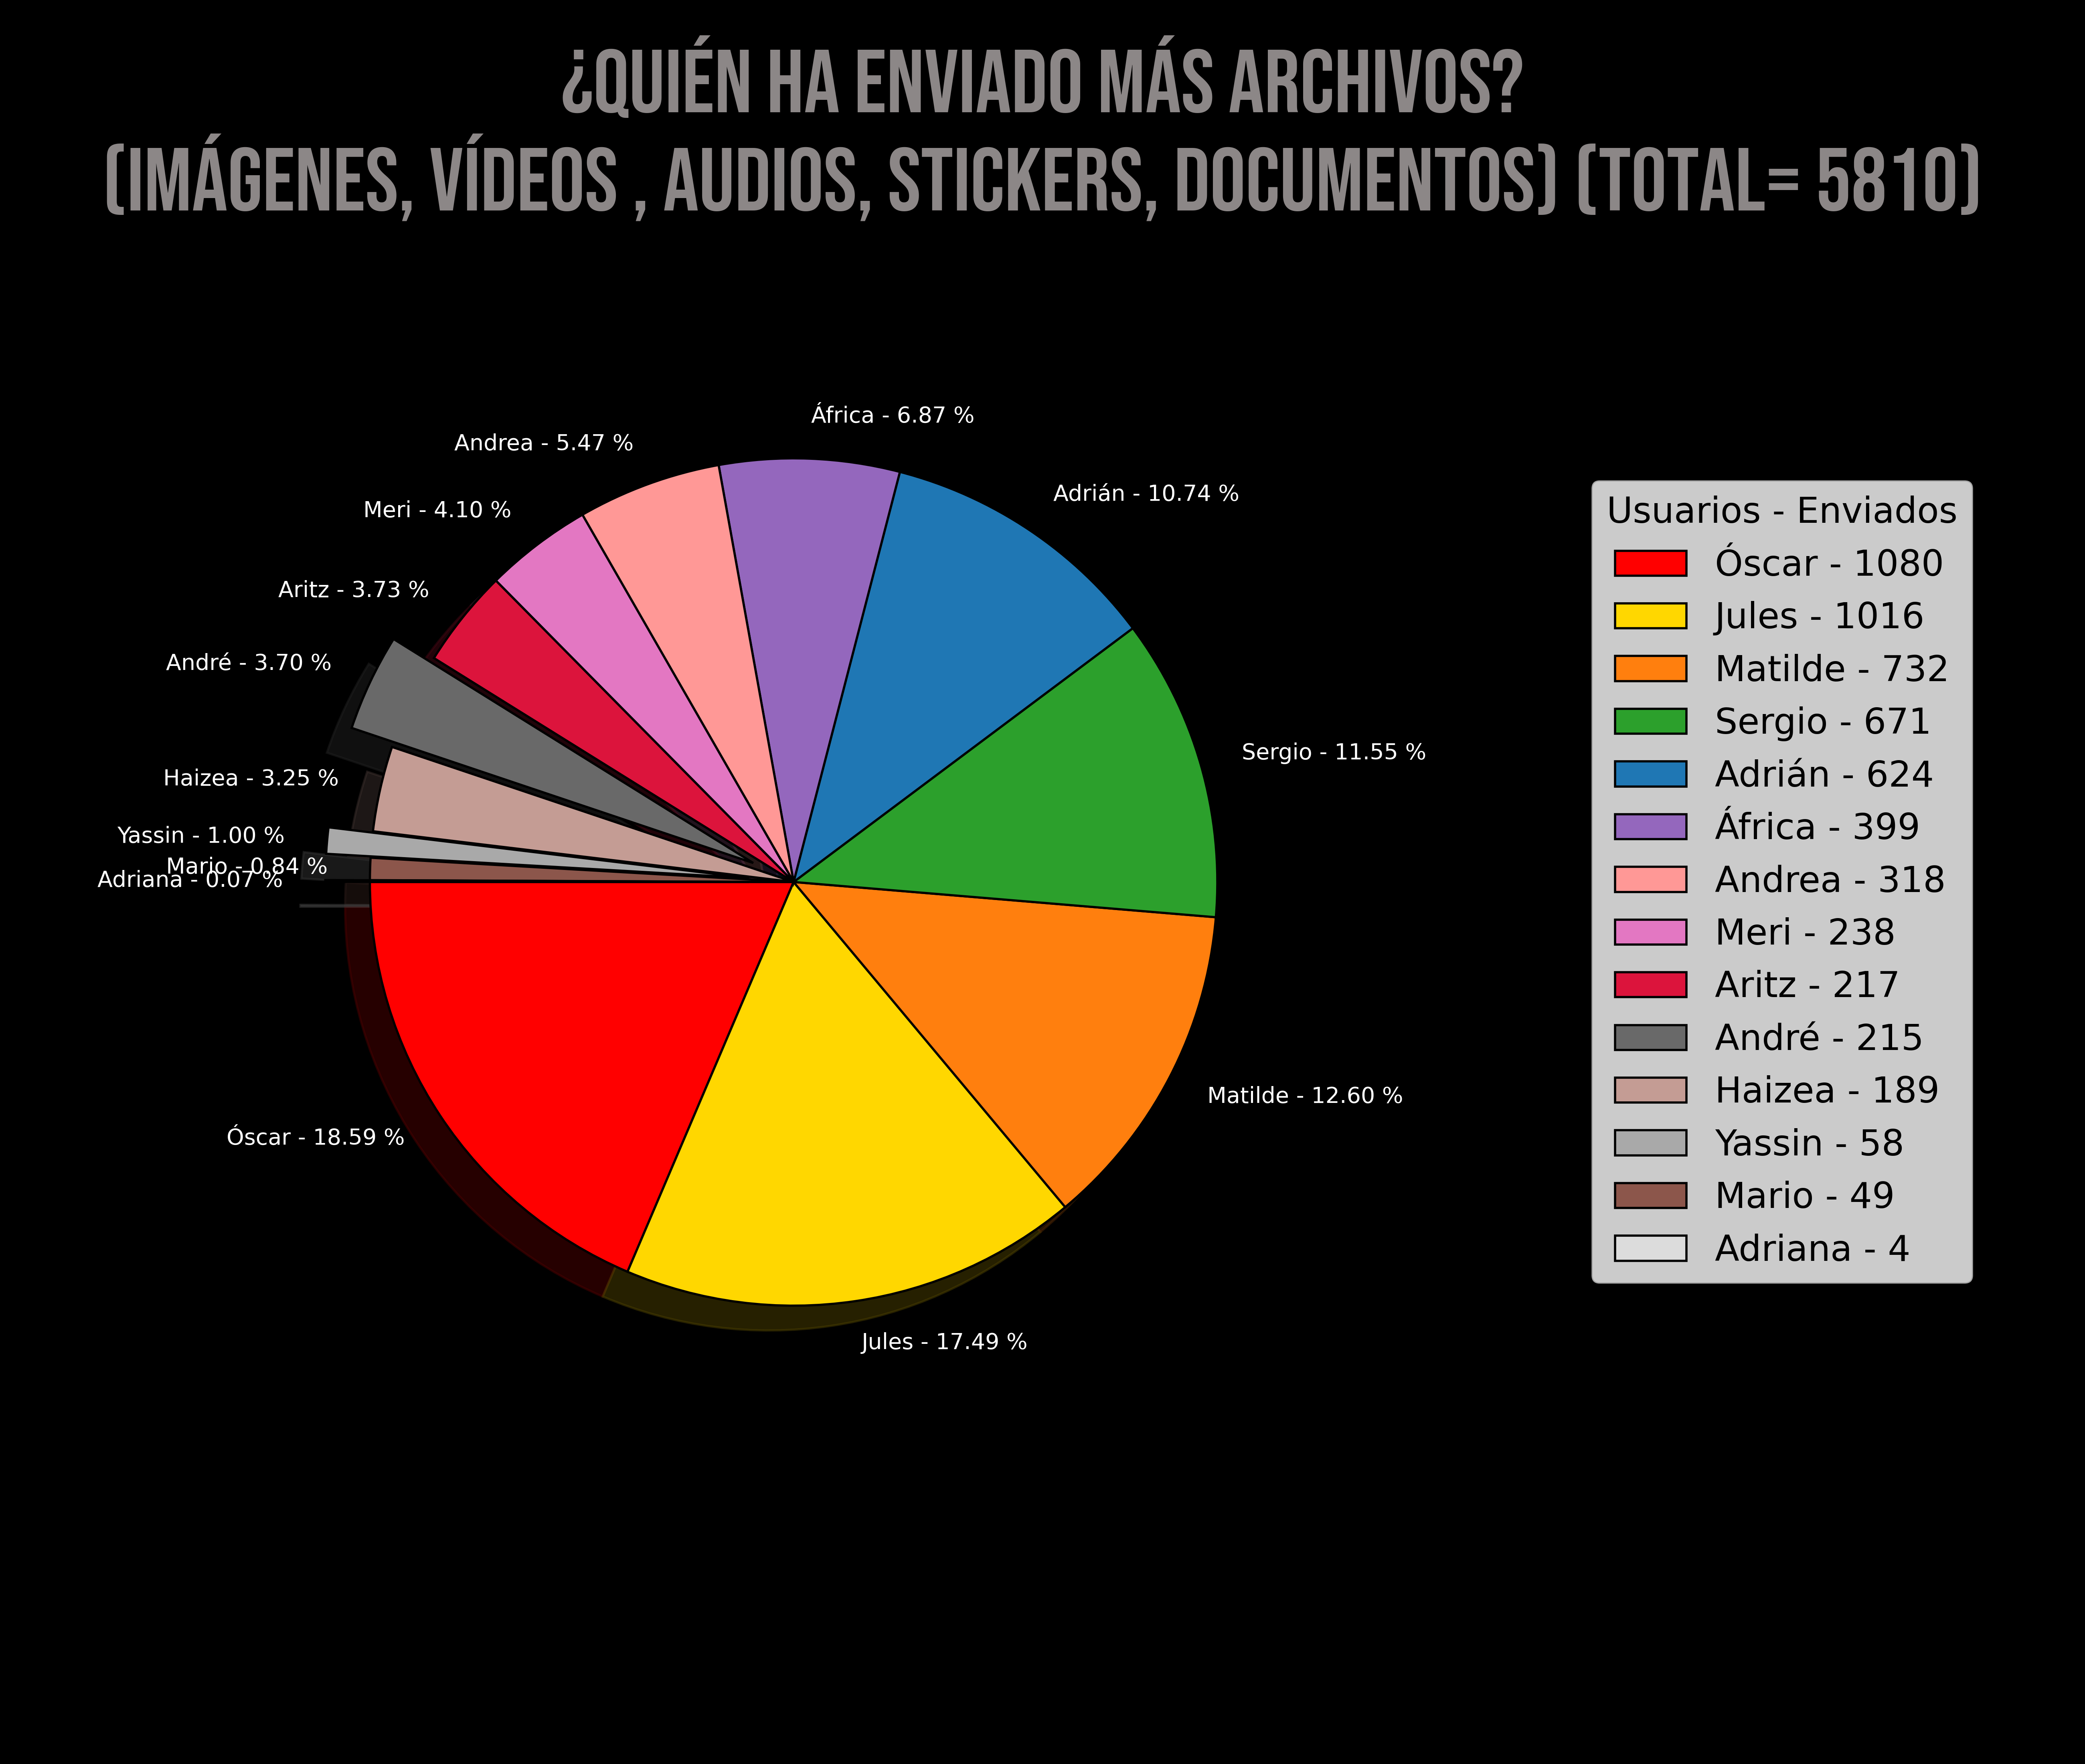 ¿QUIÉN HA ENVIADO MÁS ARCHIVOS?
(IMÁGENES, VÍDEOS , AUDIOS, STICKERS, DOCUMENTOS) (TOTAL= 5810)
África - 6.87 %
Andrea - 5.47 %
Adrián - 10.74 %
Meri - 4.10 %
Aritz - 3.73 %
André - 3.70 %
Sergio - 11.55 %
Haizea - 3.25 %
Yassin - 1.00 %
Mario - 0.84 %
Adriana - 0.07 %
Matilde - 12.60 %
Óscar - 18.59 %
Jules - 17.49 %
Usuarios - Enviados
Óscar - 1080
Jules - 1016
Matilde - 732
Sergio - 671
Adrián - 624
África - 399
Andrea - 318
Meri - 238
Aritz - 217
André - 215
Haizea - 189
Yassin - 58
Mario - 49
Adriana - 4